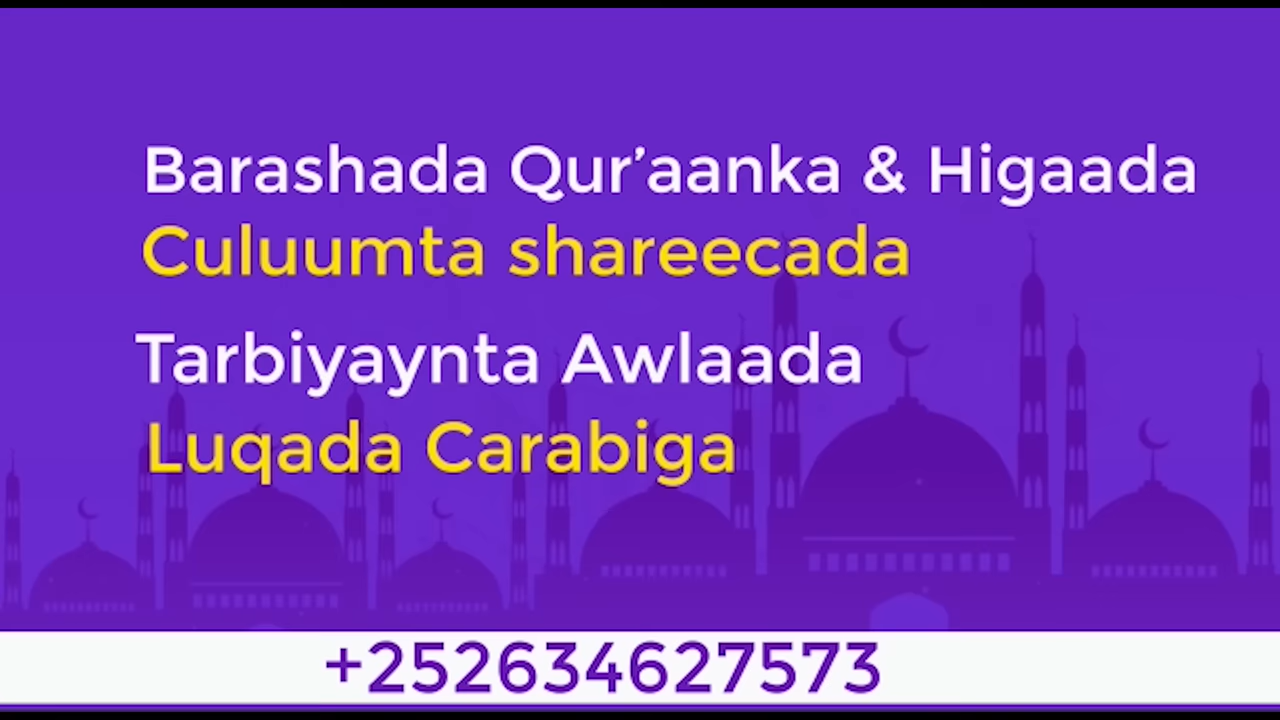 Barashada Qur’aanka & Higaada
Culuumta shareecada
Tarbiyaynta Awlaada
Luqada Carabiga
+252634627573